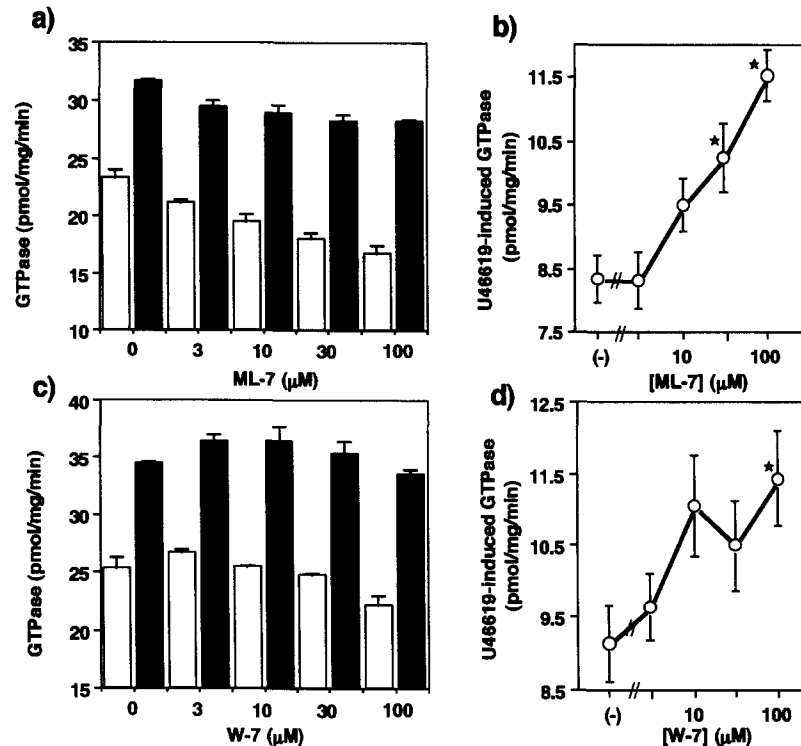 a)
35
30
25
20
15
10
GTPase (pmol/mg/min)
0 3 10 30 100
ML-7 (μM)
b)
11.5
10.5
9.5
8.5
7.5
U46619-induced GTPase
(pmol/mg/min)
(-) 10 100
[ML-7] (μM)
c)
40
35
30
25
20
15
GTPase (pmol/mg/min)
0 3 10 30 100
W-7 (μM)
d)
12.5
11.5
10.5
9.5
8.5
U46619-induced GTPase
(pmol/mg/min)
(-) 10 100
[W-7] (μM)